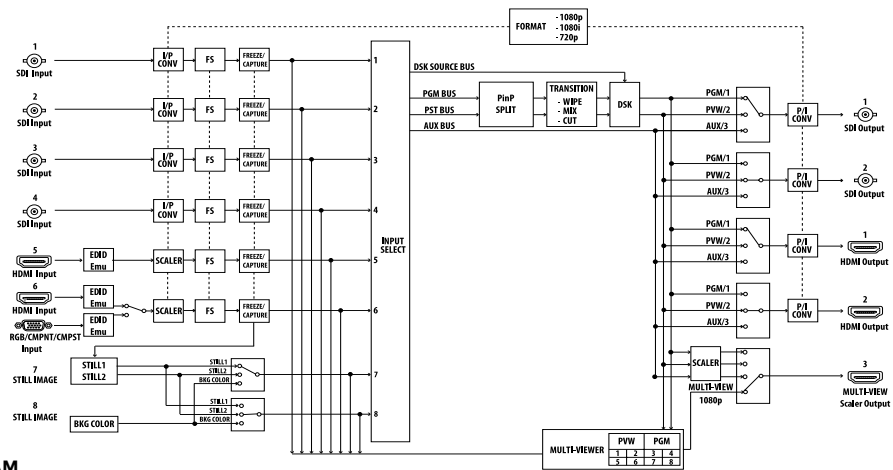 FORMAT
- 1080p
- 1080i
- 720p
1
SDI Input
I/P
CONV
FS
FREEZE/
CAPTURE
1
2
SDI Input
I/P
CONV
FS
FREEZE/
CAPTURE
2
3
SDI Input
I/P
CONV
FS
FREEZE/
CAPTURE
3
4
SDI Input
I/P
CONV
FS
FREEZE/
CAPTURE
4
5
HDMI Input
EDID
Emu
SCALER
FS
FREEZE/
CAPTURE
5
6
HDMI Input
EDID
Emu
SCALER
FS
FREEZE/
CAPTURE
6
RGB/CMPNT/CMPST
Input
EDID
Emu
7
STILL IMAGE
STILL1
STILL2
STILL1
STILL2
BKG COLOR
7
8
STILL IMAGE
BKG COLOR
STILL1
STILL2
BKG COLOR
8
INPUT
SELECT
DSK SOURCE BUS
PGM BUS
PST BUS
AUX BUS
PinP
SPLIT
TRANSITION
- WIPE
- MIX
- CUT
DSK
PGM/1
PVW/2
AUX/3
P/I
CONV
1
SDI Output
PGM/1
PVW/2
AUX/3
P/I
CONV
2
SDI Output
PGM/1
PVW/2
AUX/3
P/I
CONV
1
HDMI Output
PGM/1
PVW/2
AUX/3
P/I
CONV
2
HDMI Output
SCALER
MULTI-VIEW
1080p
3
MULTI-VIEW
Scaler Output
MULTI-VIEWER
PVW PGM
1 2 3 4
5 6 7 8
AM